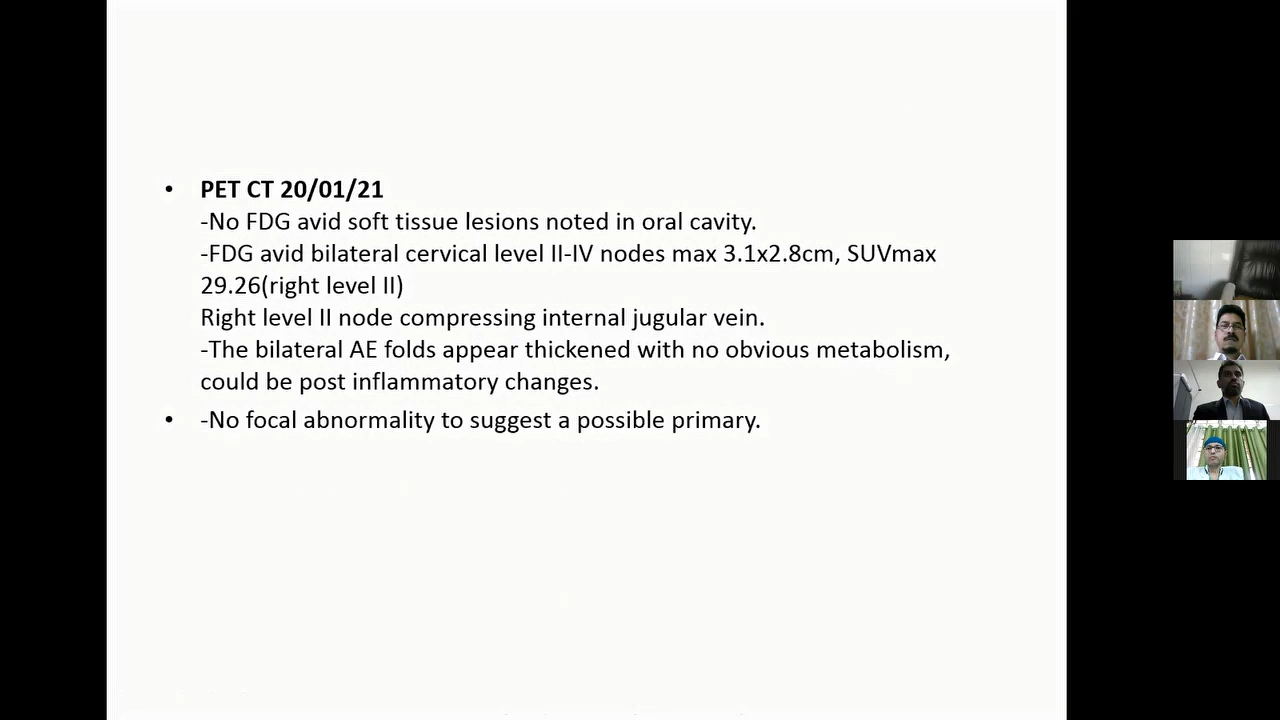 • PET CT 20/01/21
-No FDG avid soft tissue lesions noted in oral cavity.
-FDG avid bilateral cervical level II-IV nodes max 3.1x2.8cm, SUVmax
29.26(right level II)
Right level II node compressing internal jugular vein.
-The bilateral AE folds appear thickened with no obvious metabolism,
could be post inflammatory changes.
• -No focal abnormality to suggest a possible primary.